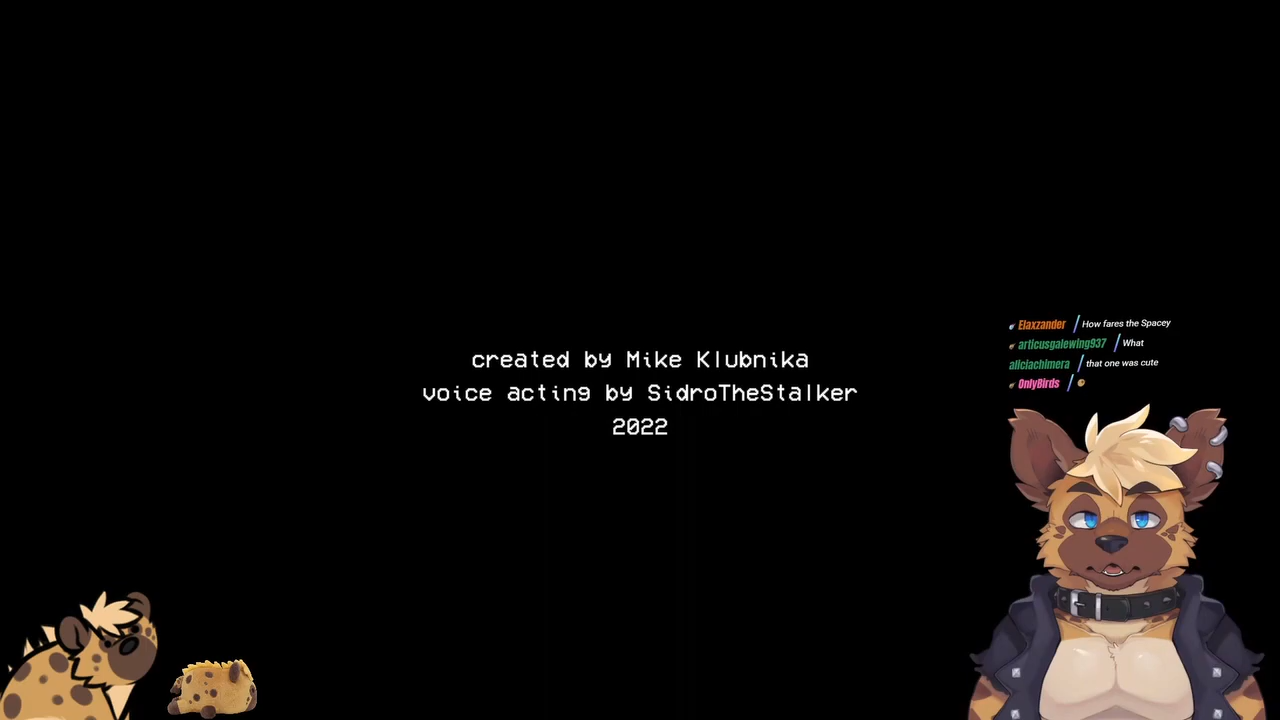 created by Mike Klubnika
voice acting by SidroTheStalker
2022
Elaxzander / How fares the Spacey
articusgalewing937 / What
aliciachimera / that one was cute
OnlyBirds /